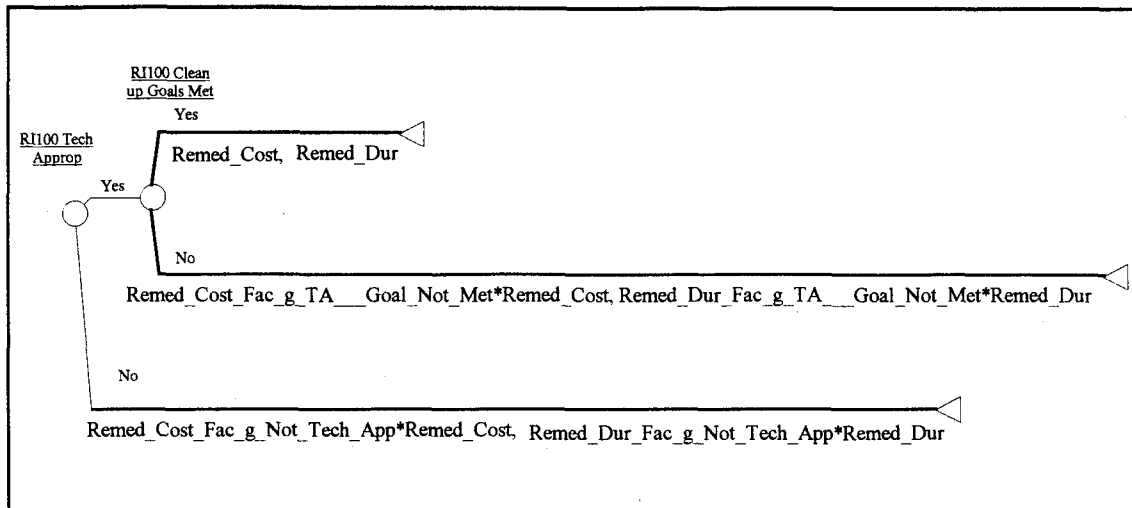 RI100 Clean
up Goals Met
Yes
RI100 Tech
Approp
Remed_Cost, Remed_Dur
Yes
No
Remed_Cost_Fac_g_TA___Goal_Not_Met*Remed_Cost, Remed_Dur_Fac_g_TA___Goal_Not_Met*Remed_Dur
No
Remed_Cost_Fac_g_Not_Tech_App*Remed_Cost, Remed_Dur_Fac_g_Not_Tech_App*Remed_Dur